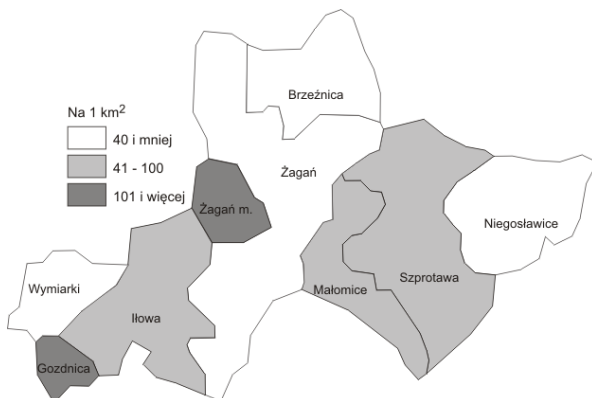 Na 1 km²
40 i mniej
41 - 100
101 i więcej
Brzeźnica
Żagań
Żagań m.
Niegosławice
Szprotawa
Małomice
Wymiarki
Iłowa
Gozdnica